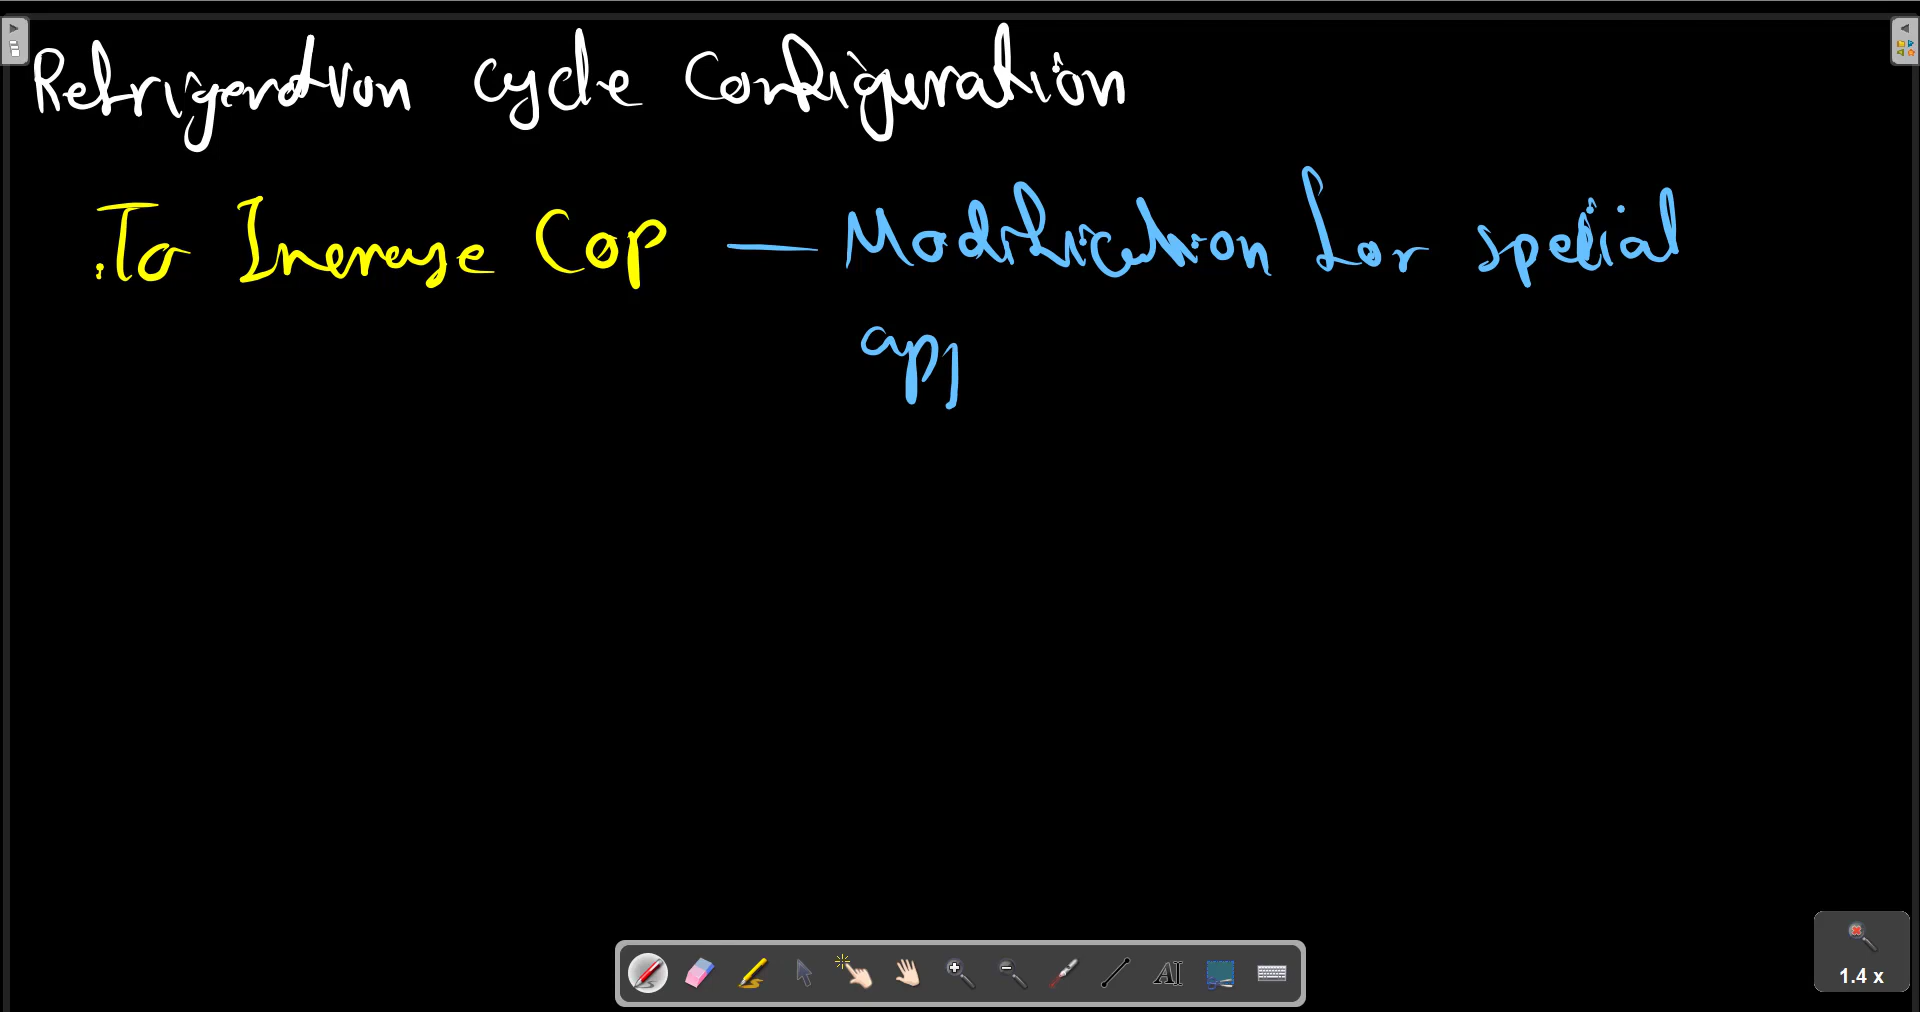 Refrigeration cycle configuration
To Increase COP — Modification for special
app
1.4 x